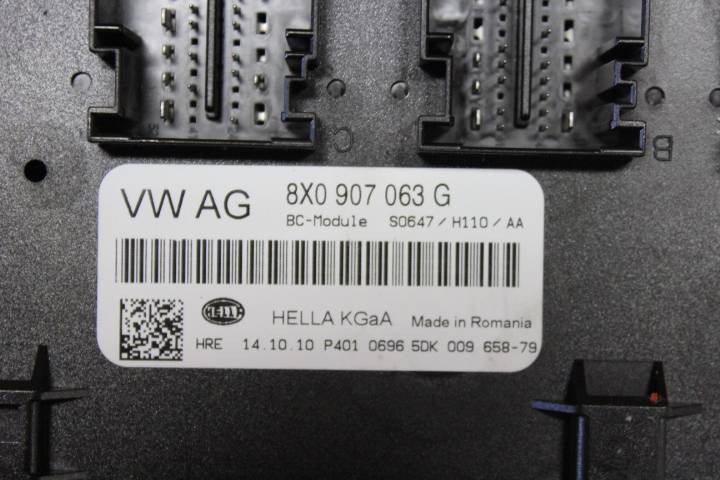 C
B
VW AG 8X0 907 063 G
BC-Module S0647 / H110 / AA
HELLA HELLA KGaA Made in Romania
HRE 14.10.10 P401 0696 5DK 009 658-79